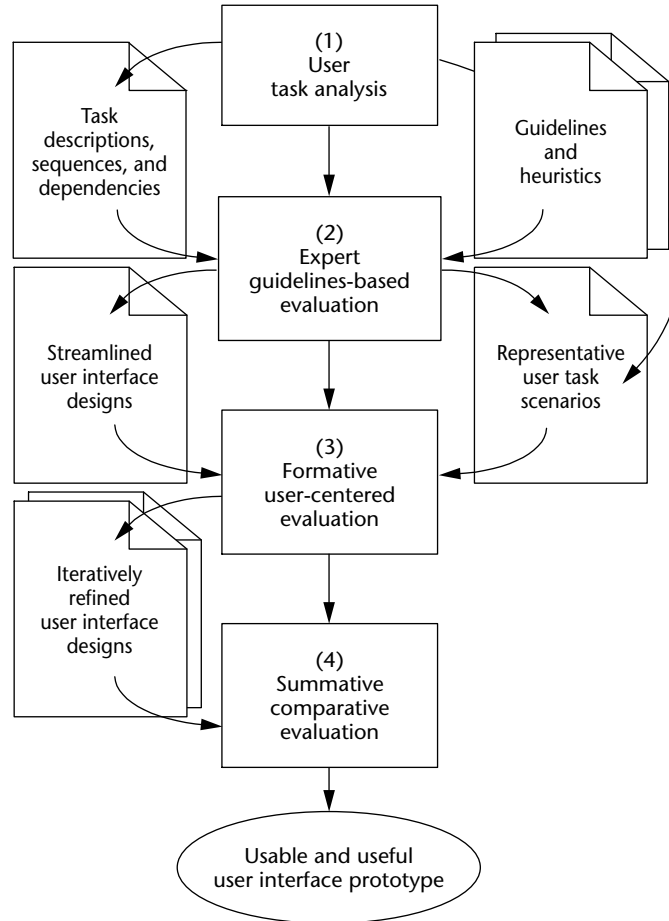 (1)
User
task analysis
Task
descriptions,
sequences, and
dependencies
Guidelines
and
heuristics
(2)
Expert
guidelines-based
evaluation
Streamlined
user interface
designs
Representative
user task
scenarios
(3)
Formative
user-centered
evaluation
Iteratively
refined
user interface
designs
(4)
Summative
comparative
evaluation
Usable and useful
user interface prototype